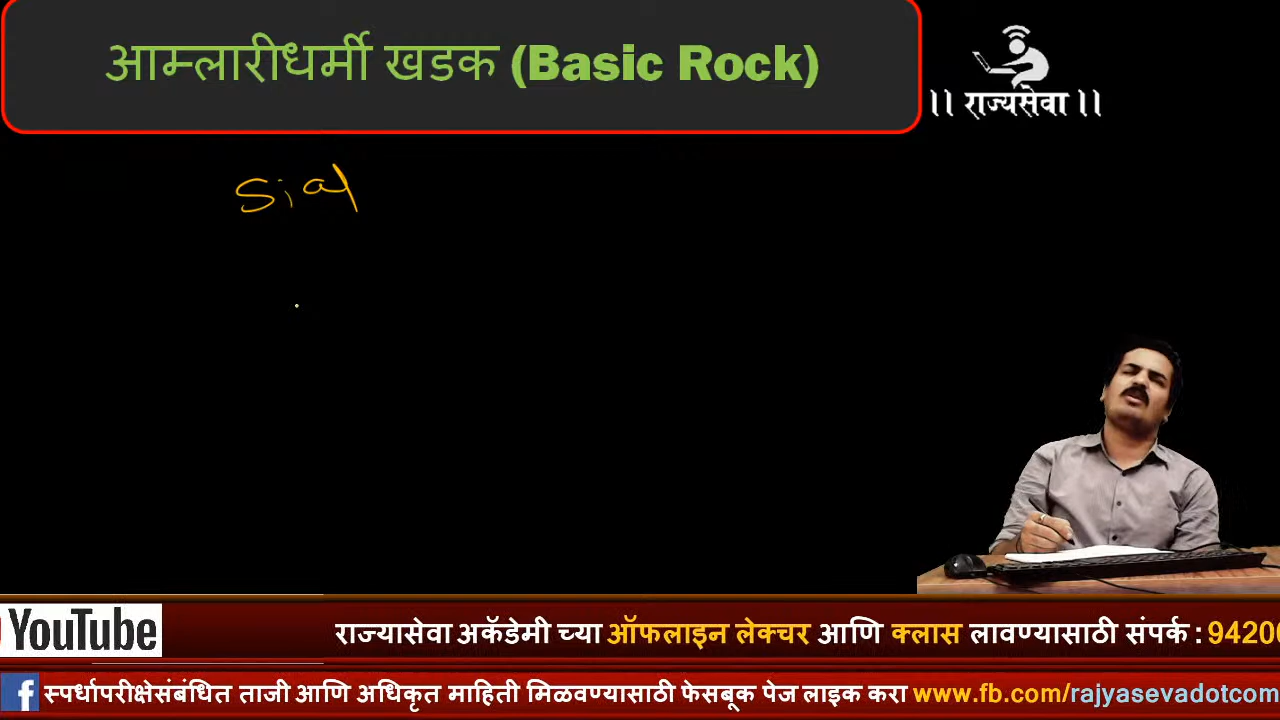 आम्लारीधर्मी खडक (Basic Rock)
।। राज्यसेवा ।।
sial
YouTube
राज्यासेवा अकॅडेमी च्या ऑफलाइन लेक्चर आणि क्लास लावण्यासाठी संपर्क : 94200
f स्पर्धापरीक्षेसंबंधित ताजी आणि अधिकृत माहिती मिळवण्यासाठी फेसबूक पेज लाइक करा www.fb.com/rajyasevadotcom